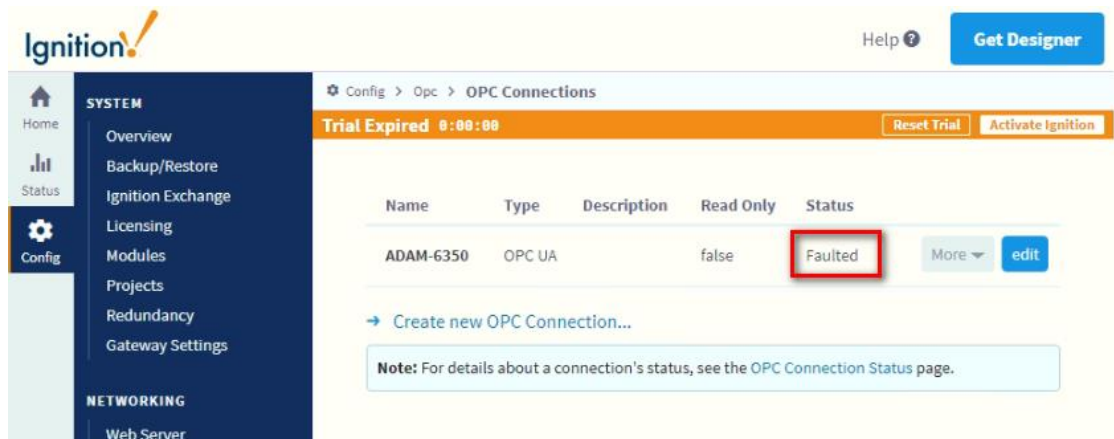 Ignition!
Help ?
Get Designer
Home
Status
Config
SYSTEM
Overview
Backup/Restore
Ignition Exchange
Licensing
Modules
Projects
Redundancy
Gateway Settings
NETWORKING
Web Server
Config > Opc > OPC Connections
Trial Expired 0:00:00 Reset Trial Activate Ignition
Name Type Description Read Only Status
ADAM-6350 OPC UA false Faulted More edit
→ Create new OPC Connection...
Note: For details about a connection's status, see the OPC Connection Status page.